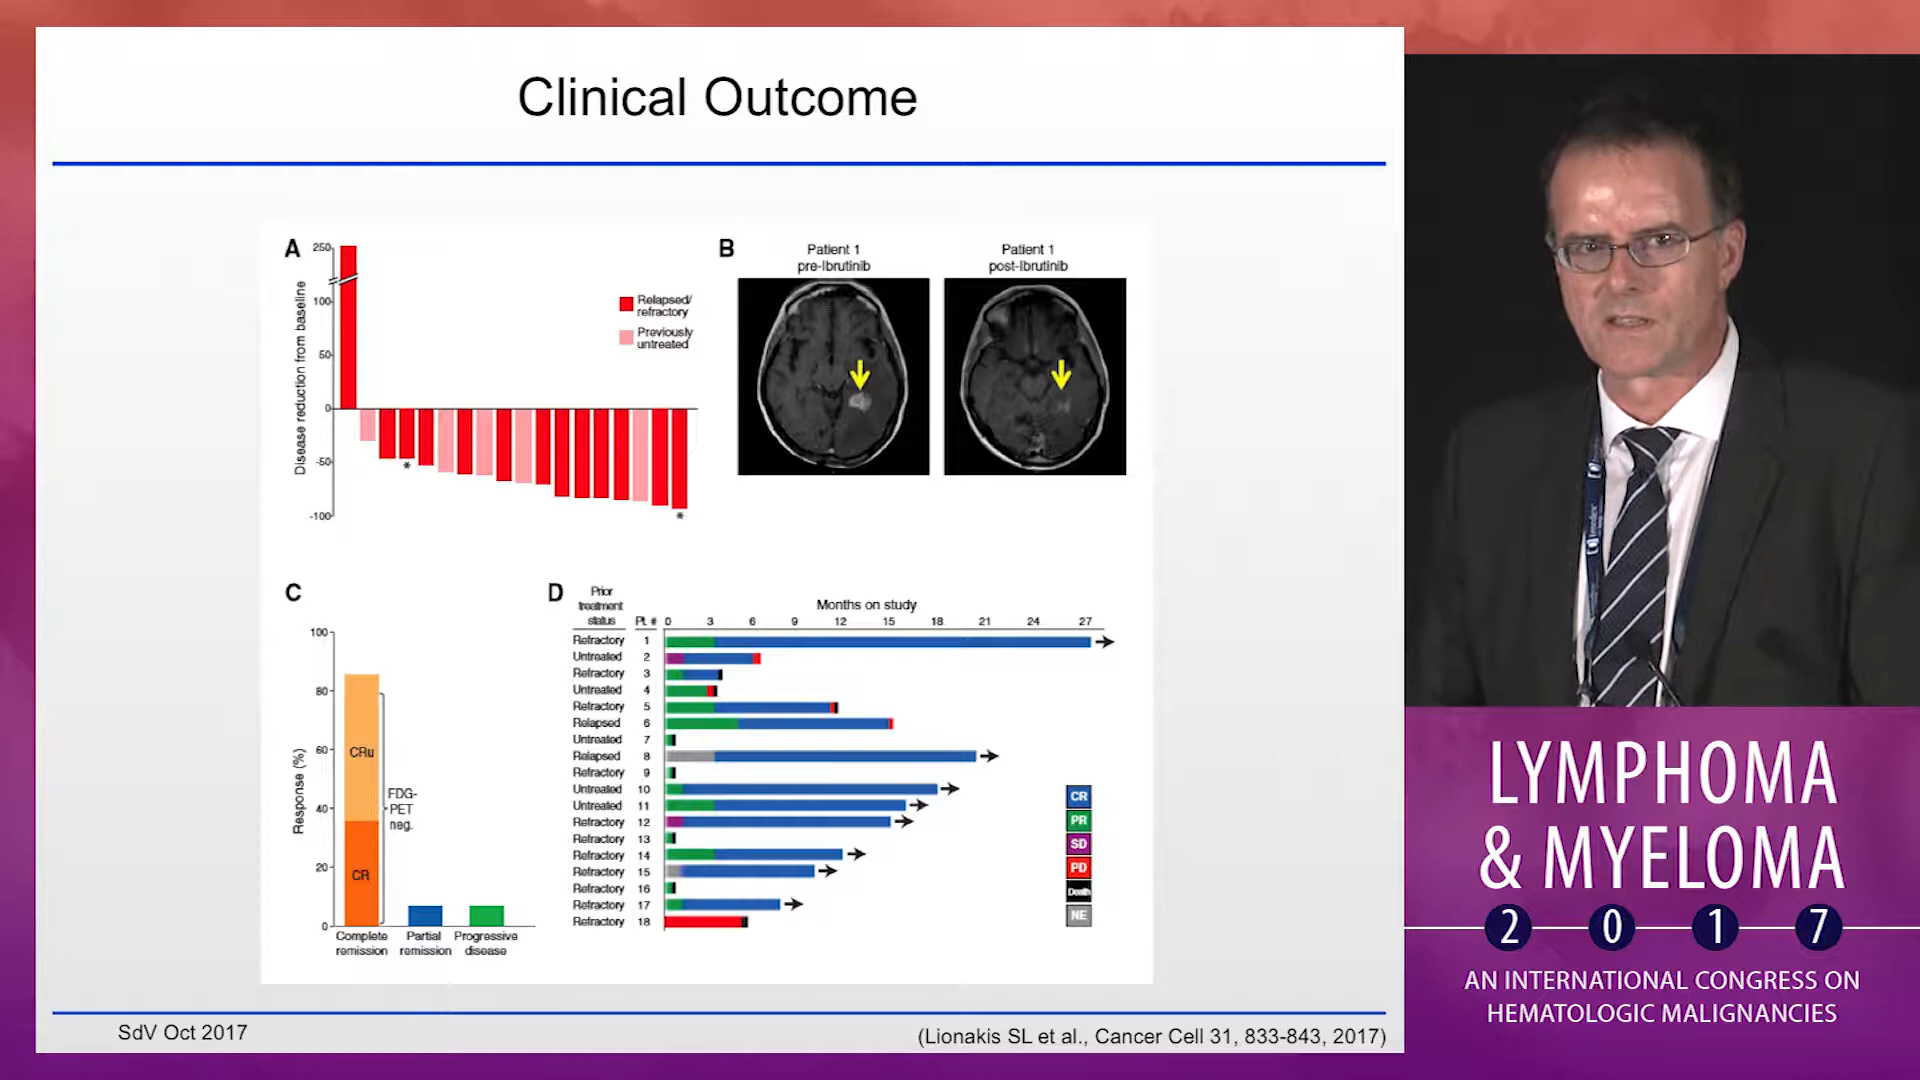 Clinical Outcome
A
250
100
50
0
-50
-100
Disease reduction from baseline
Relapsed/
refractory
Previously
untreated
*
*
B
Patient 1
pre-Ibrutinib
Patient 1
post-Ibrutinib
C
100
80
60
40
20
0
Response (%)
CRu
CR
FDG-
PET
neg.
Complete
remission
Partial
remission
Progressive
disease
D
Prior
treatment
status
Pt. #
Months on study
0 3 6 9 12 15 18 21 24 27
Refractory 1
Untreated 2
Refractory 3
Untreated 4
Refractory 5
Relapsed 6
Untreated 7
Relapsed 8
Refractory 9
Untreated 10
Untreated 11
Refractory 12
Refractory 13
Refractory 14
Refractory 15
Refractory 16
Refractory 17
Refractory 18
CR
PR
SD
PD
Death
NE
SdV Oct 2017
(Lionakis SL et al., Cancer Cell 31, 833-843, 2017)
LYMPHOMA
& MYELOMA
2 0 1 7
AN INTERNATIONAL CONGRESS ON
HEMATOLOGIC MALIGNANCIES